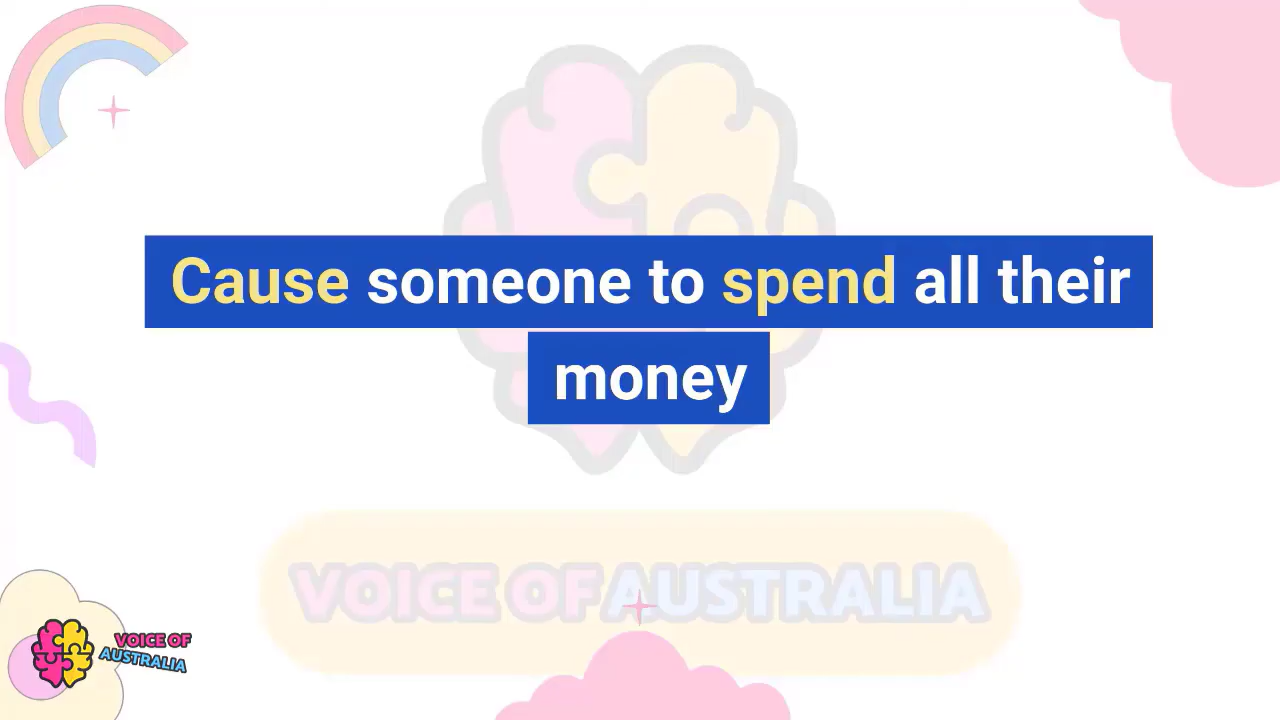 Cause someone to spend all their
money
VOICE OF AUSTRALIA
VOICE OF
AUSTRALIA